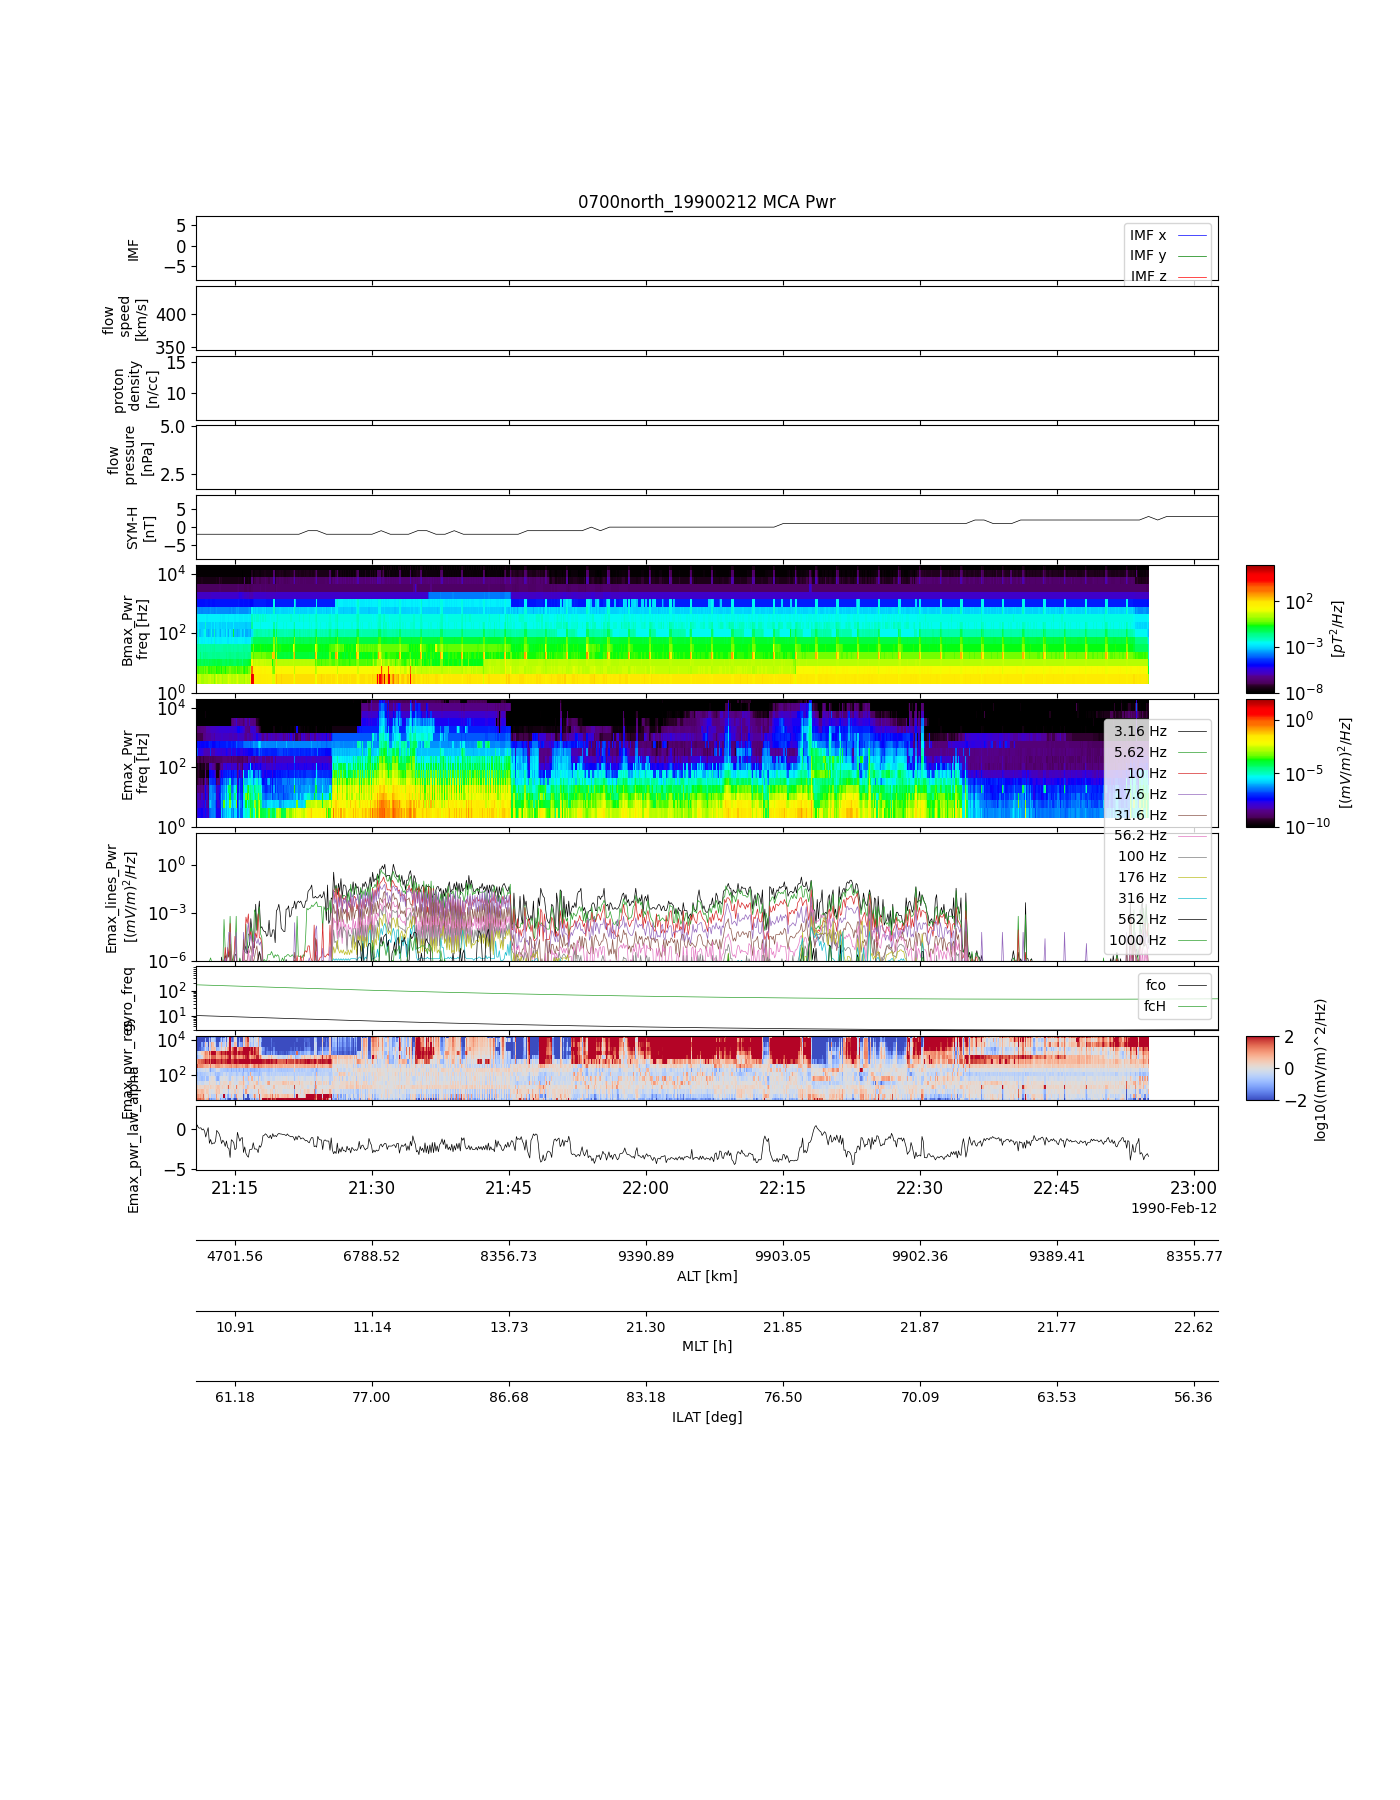 0700north_19900212 MCA Pwr
IMF
5
0
−5
IMF x
IMF y
IMF z
flow
speed
[km/s]
400
350
proton
density
[n/cc]
15
10
flow
pressure
[nPa]
5.0
2.5
SYM-H
[nT]
5
0
−5
Bmax_Pwr
freq [Hz]
10^4
10^2
10^0
10^2
10^−3
10^−8
[pT^2/Hz]
Emax_Pwr
freq [Hz]
10^4
10^2
10^0
10^0
10^−5
10^−10
[(mV/m)^2/Hz]
3.16 Hz
5.62 Hz
10 Hz
17.6 Hz
31.6 Hz
56.2 Hz
100 Hz
176 Hz
316 Hz
562 Hz
1000 Hz
Emax_lines_Pwr
[(mV/m)^2/Hz]
10^0
10^−3
10^−6
gyro_freq
10^2
10^1
fco
fcH
Emax_pwr_reg
10^4
10^2
2
0
−2
log10((mV/m)^2/Hz)
Emax_pwr_law_alpha
0
−5
21:15 21:30 21:45 22:00 22:15 22:30 22:45 23:00
1990-Feb-12
4701.56 6788.52 8356.73 9390.89 9903.05 9902.36 9389.41 8355.77
ALT [km]
10.91 11.14 13.73 21.30 21.85 21.87 21.77 22.62
MLT [h]
61.18 77.00 86.68 83.18 76.50 70.09 63.53 56.36
ILAT [deg]